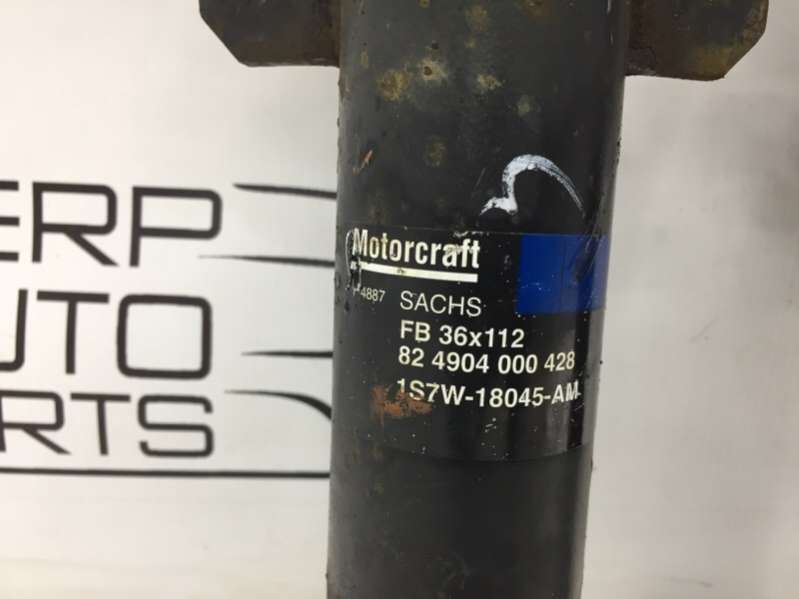 ERP
UTO
RTS
Motorcraft
4887 SACHS
FB 36x112
82 4904 000 428
1S7W-18045-AM